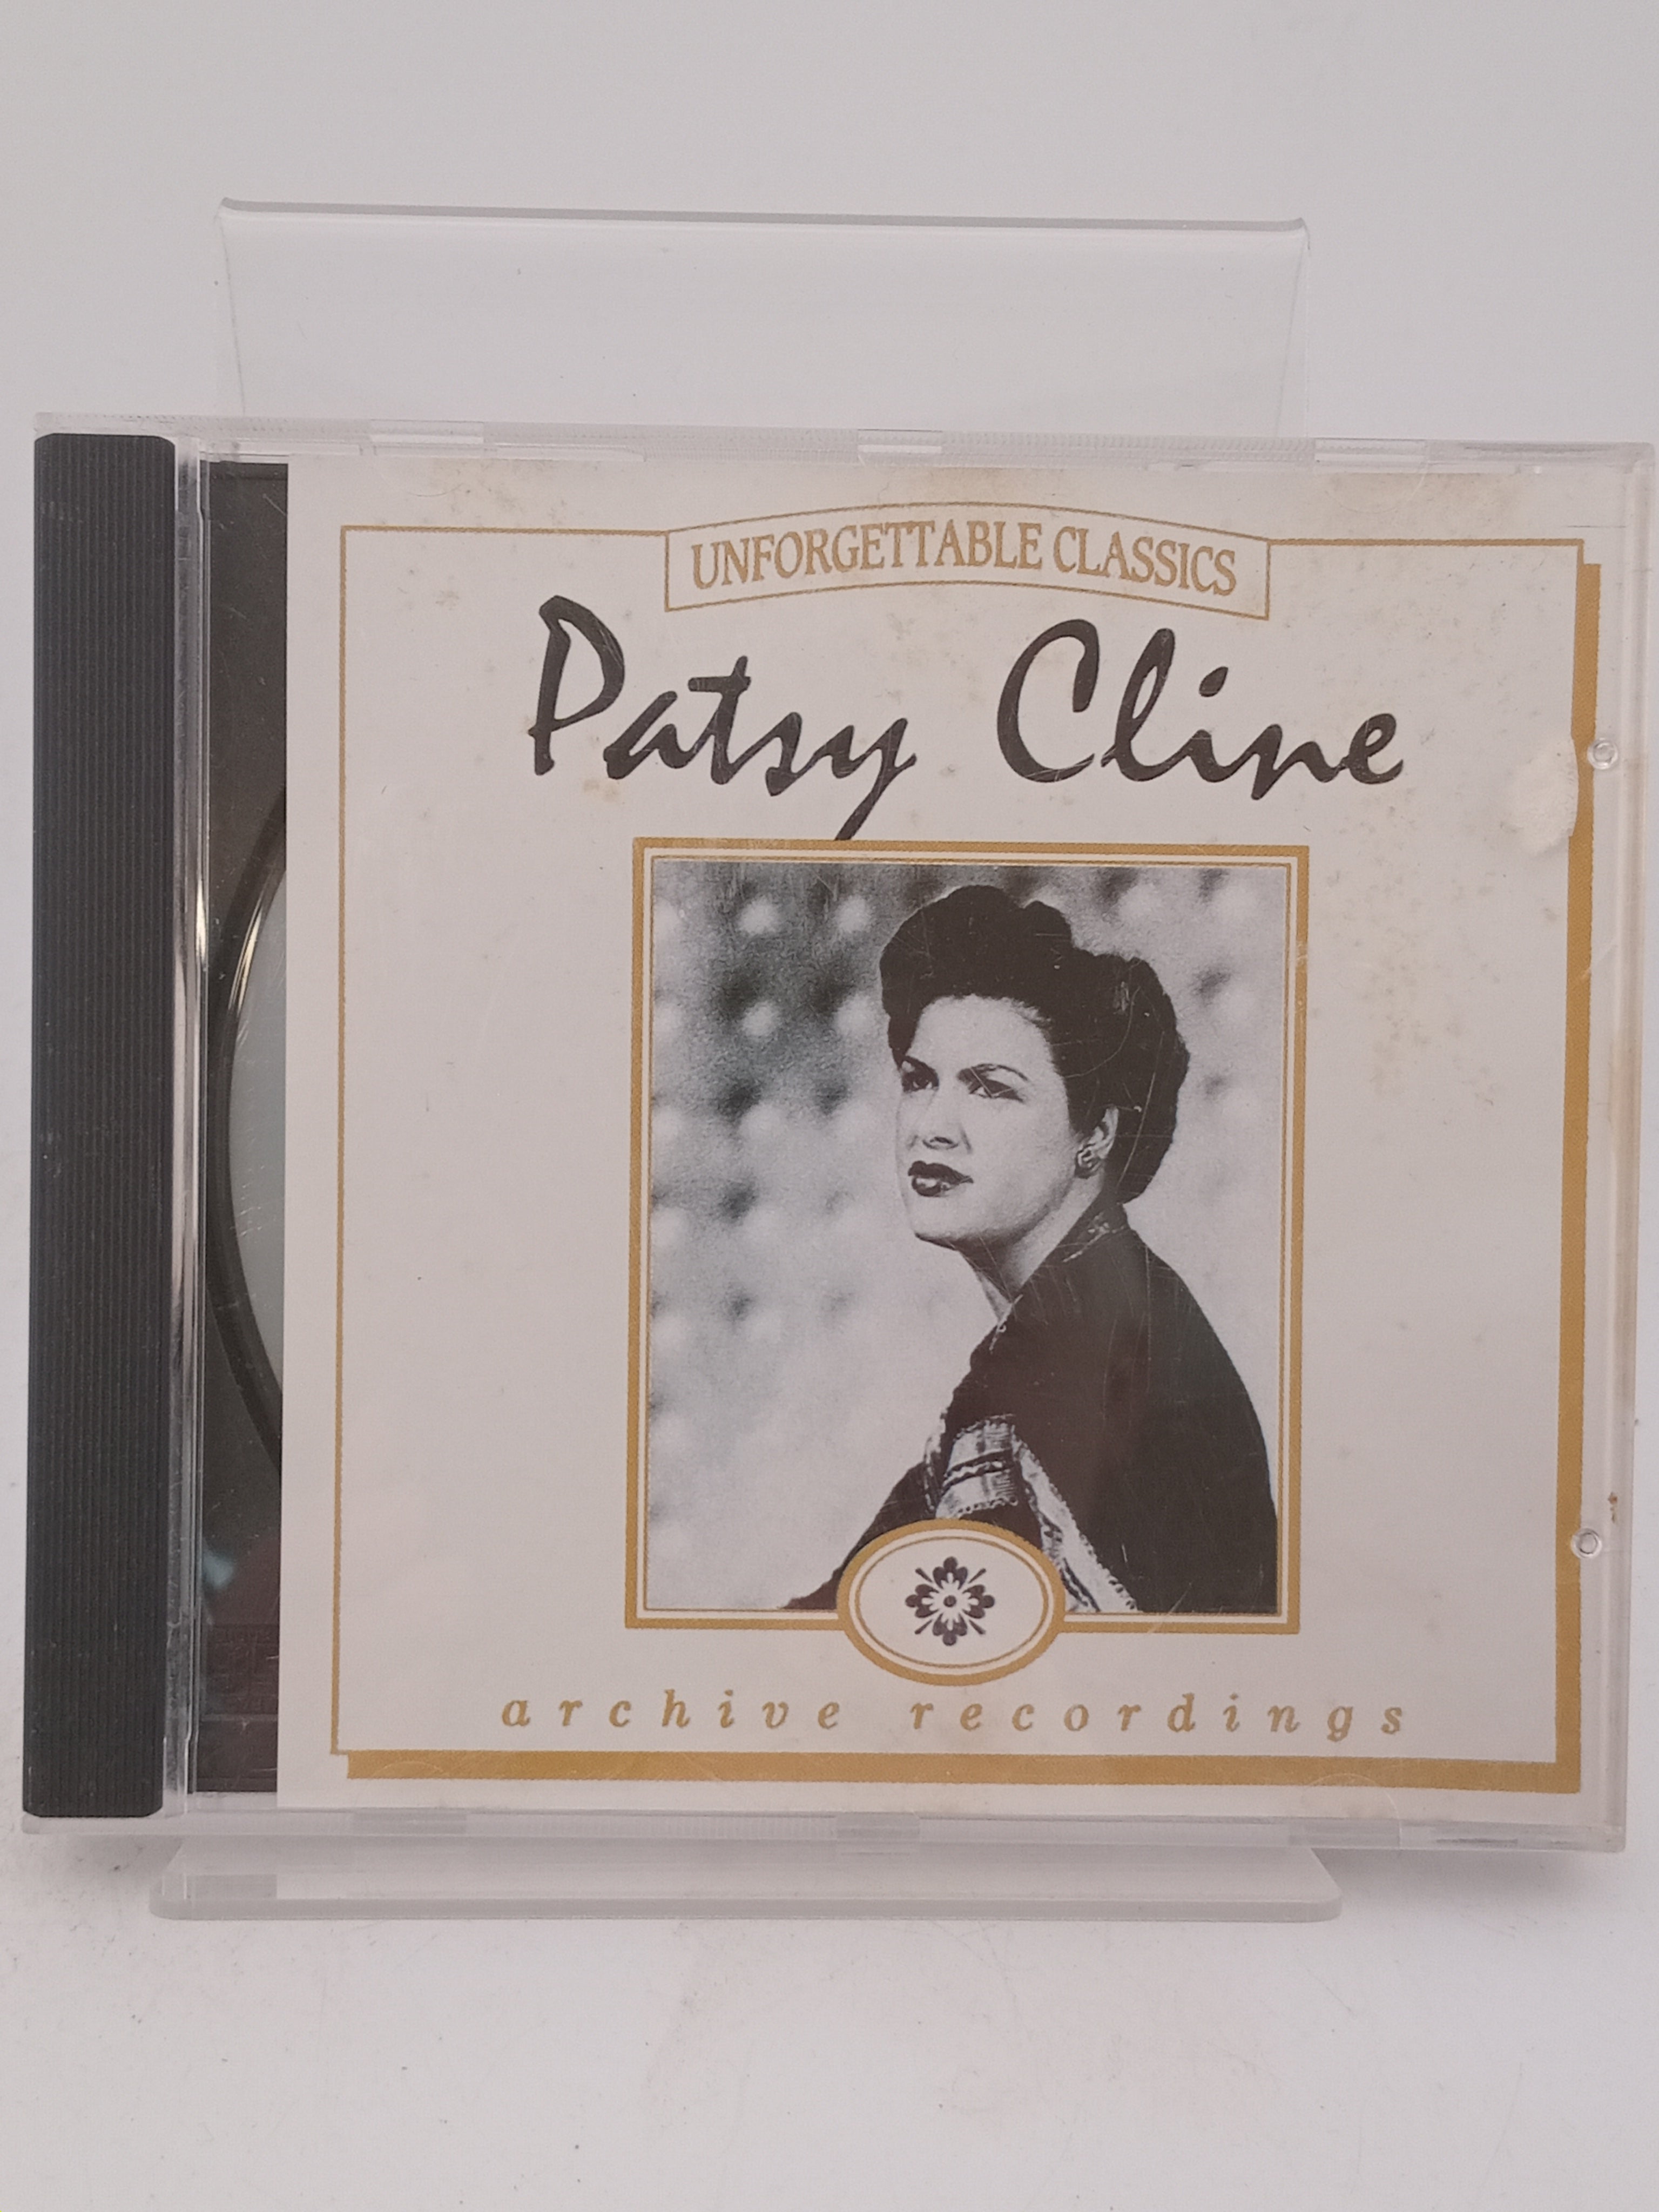 UNFORGETTABLE CLASSICS
Patsy Cline
archive recordings